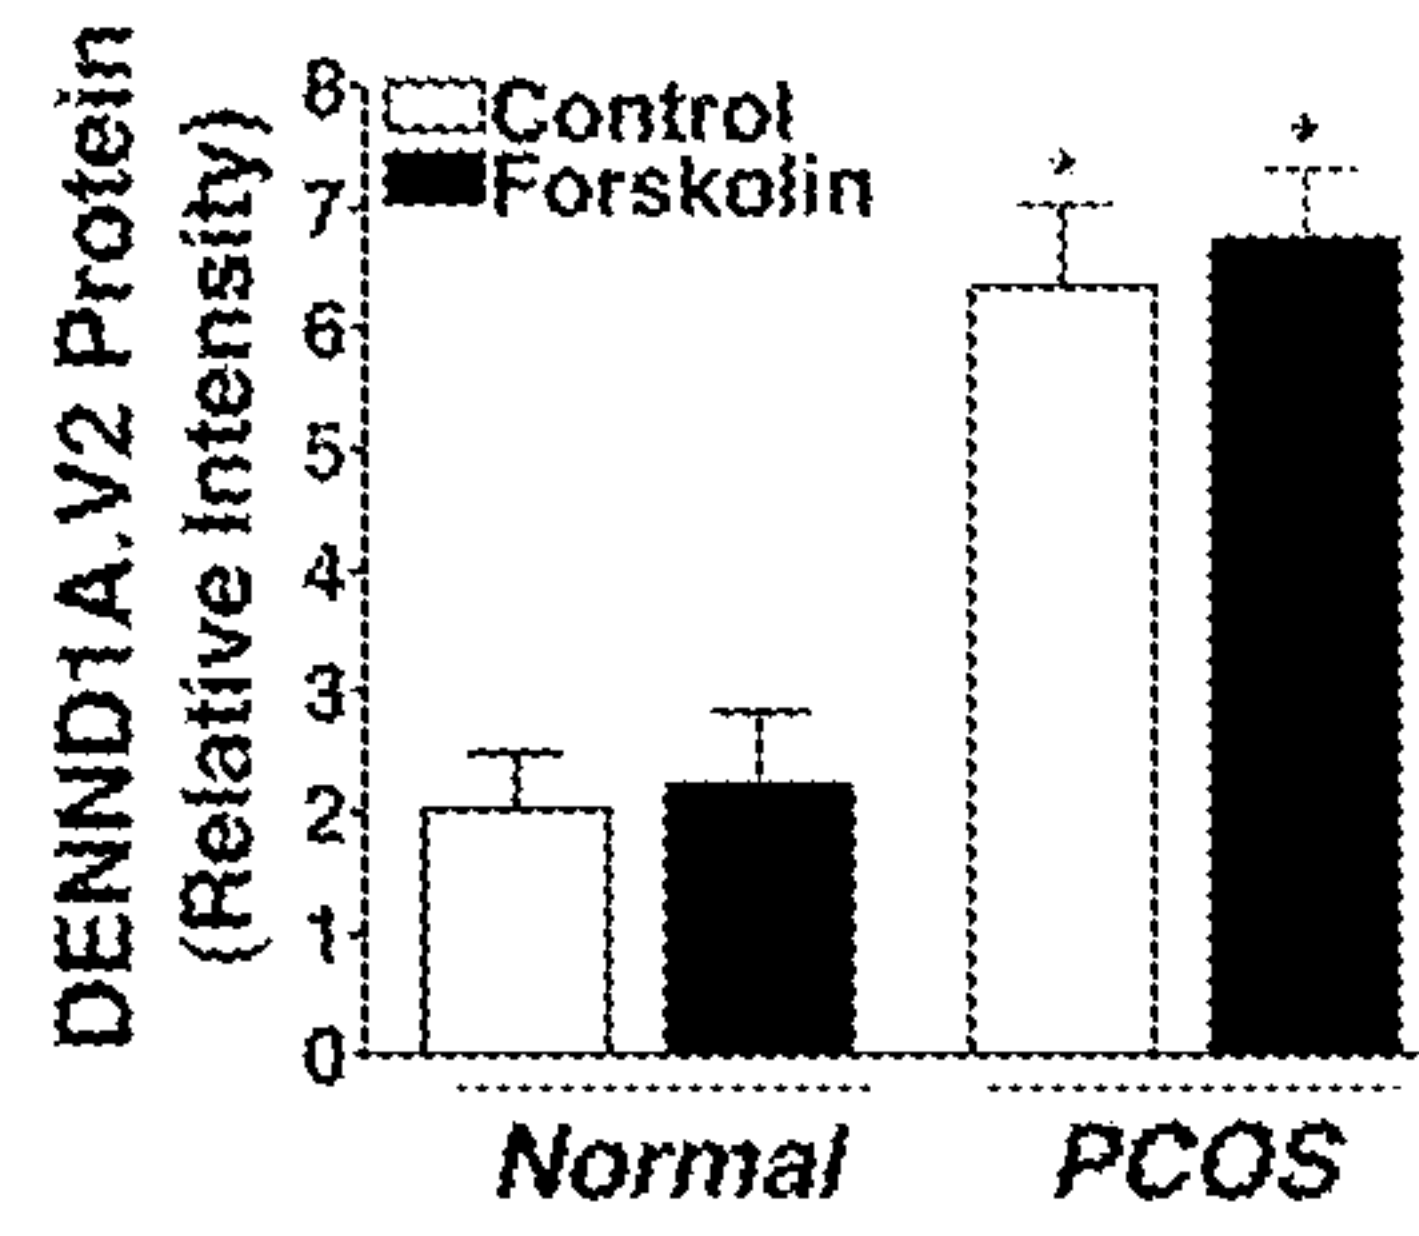 DENND1A.V2 Protein
(Relative Intensity)
8
7
6
5
4
3
2
1
0
Control
Forskolin
*
*
Normal
PCOS